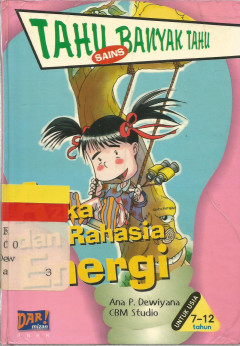 TAHU BANYAK TAHU
SAINS
ka
dan Rahasia
Energi
3
Ana P. Dewiyana
CBM Studio
UNTUK USIA
7-12
tahun
DAR!
mizan